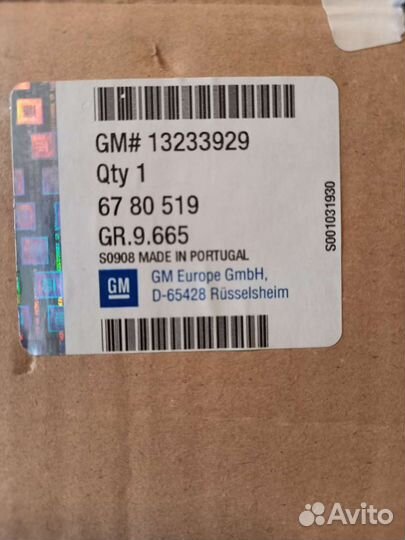 GM# 13233929
Qty 1
67 80 519
GR.9.665
S0908 MADE IN PORTUGAL
GM
GM Europe GmbH,
D-65428 Rüsselsheim
S001031930
Avito